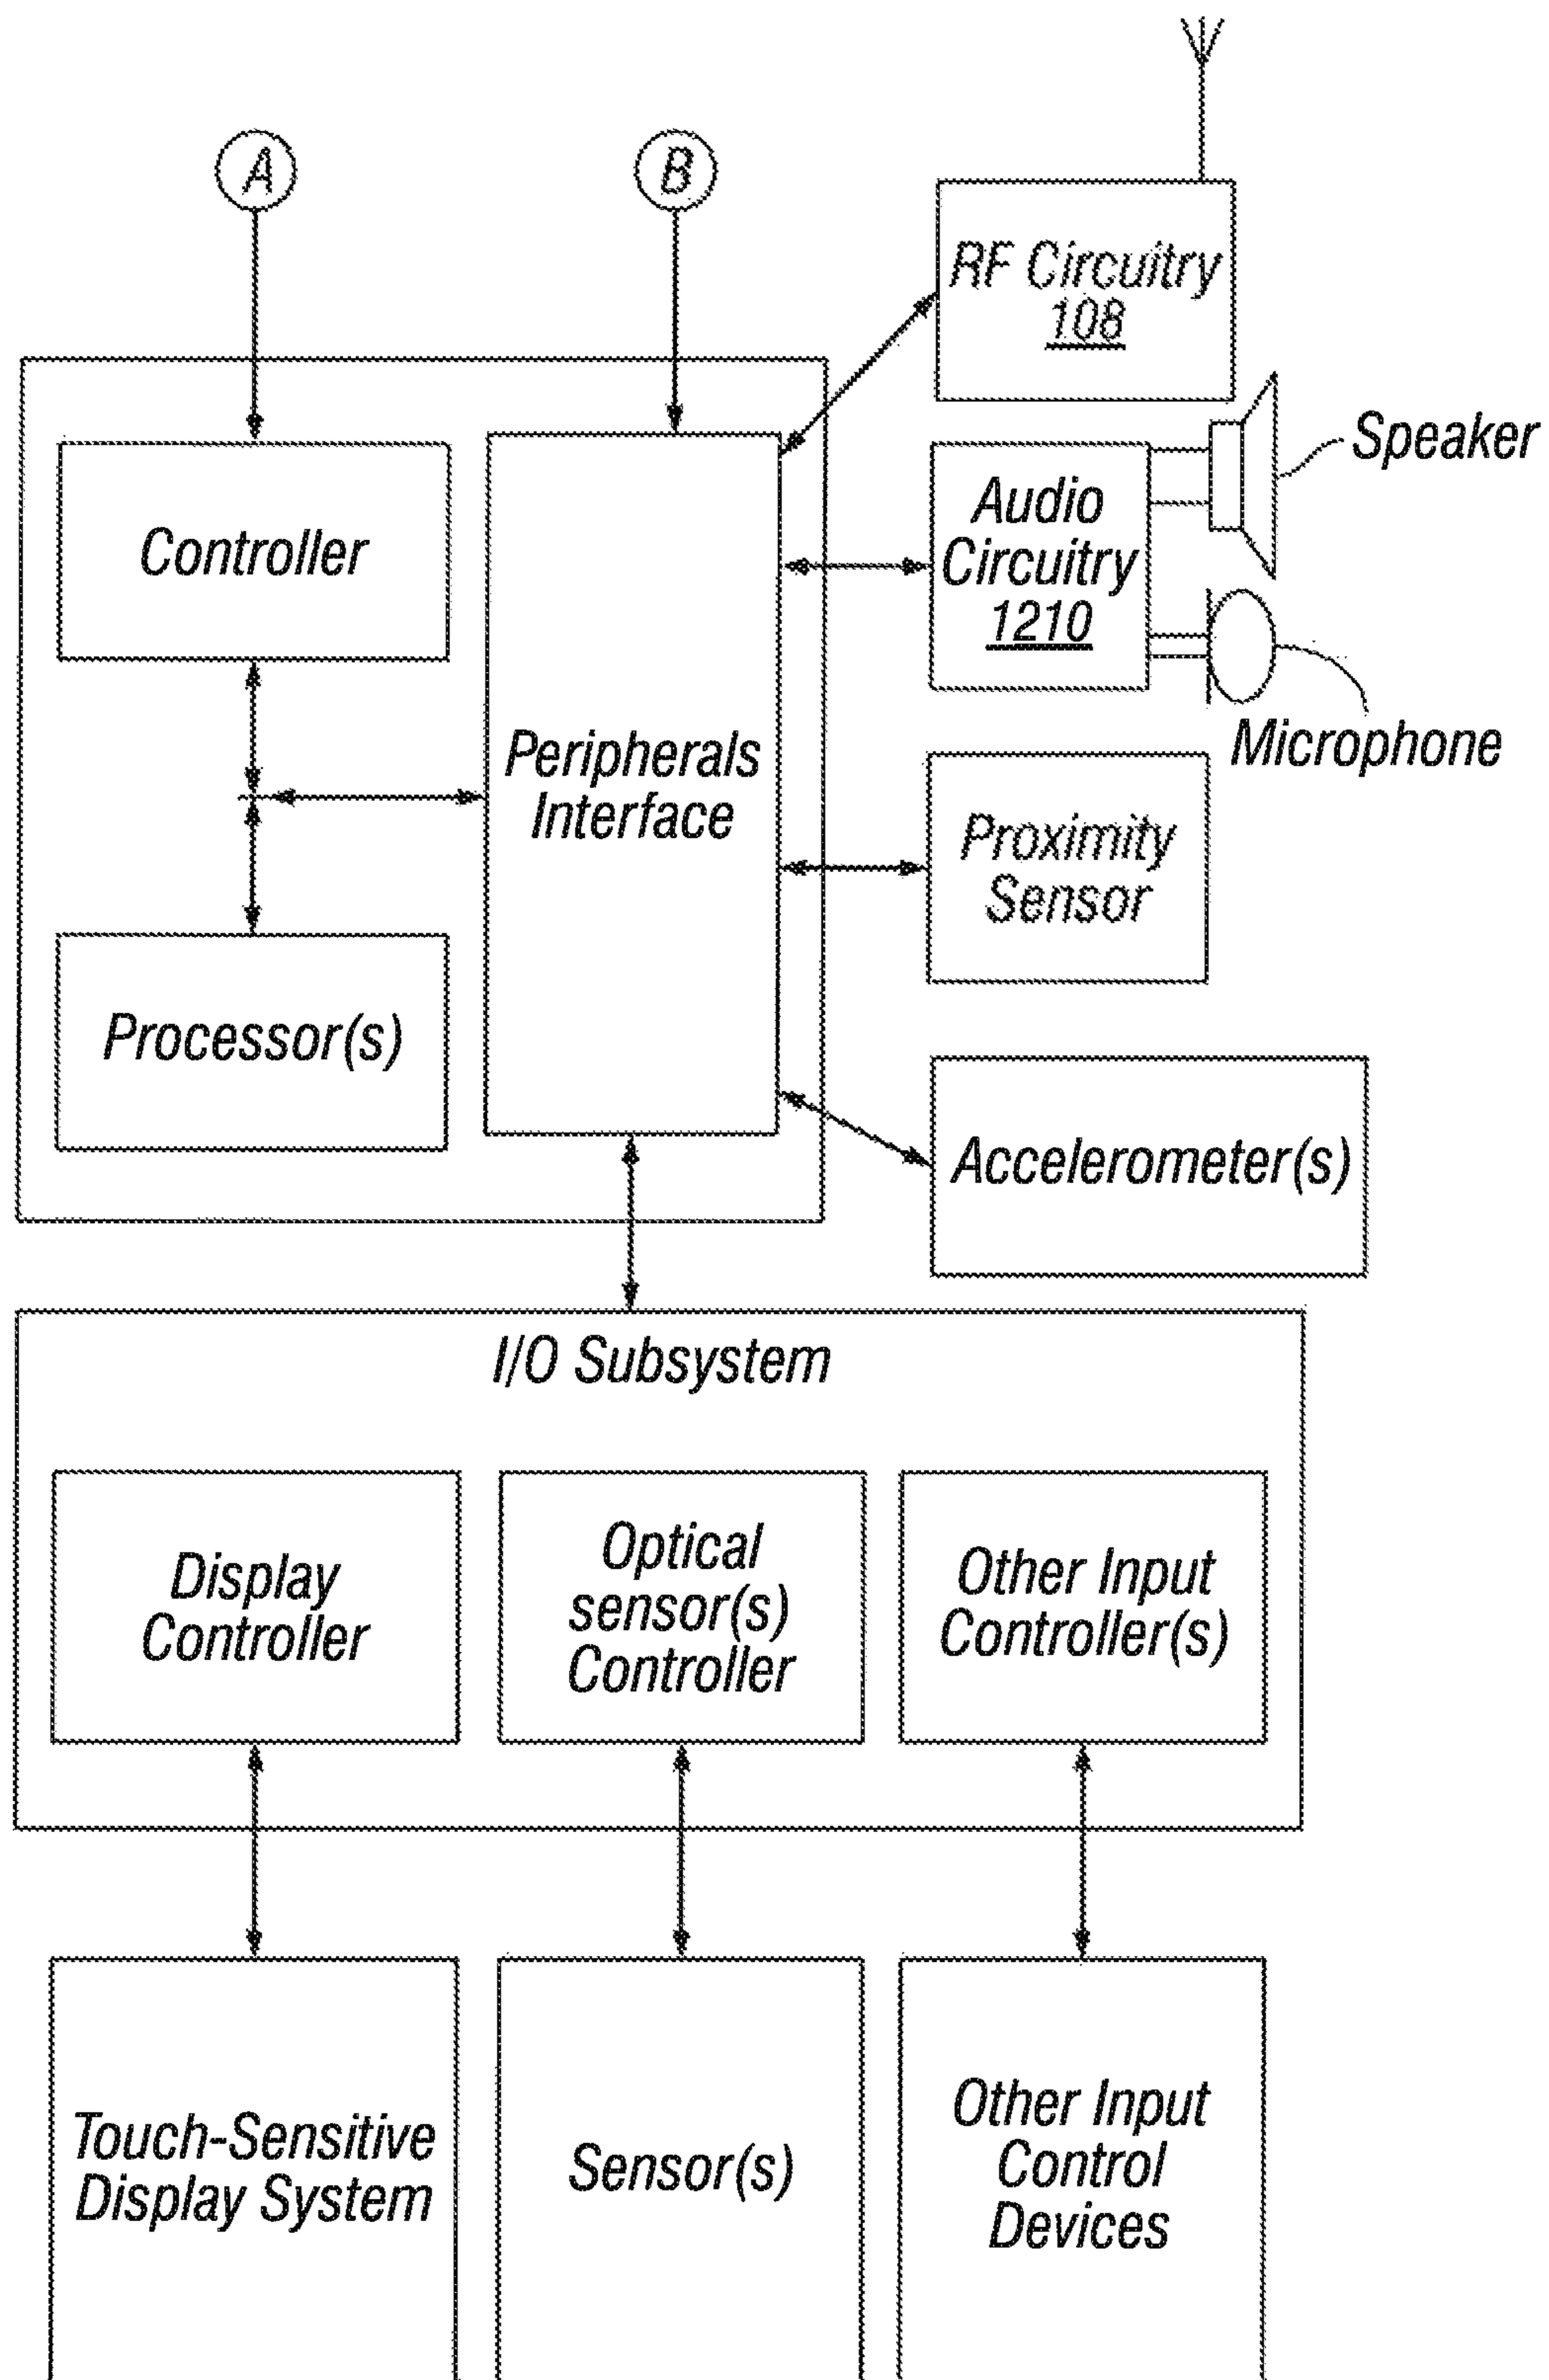 A
B
RF Circuitry
108
Speaker
Controller
Audio
Circuitry
1210
Microphone
Peripherals
Interface
Proximity
Sensor
Processor(s)
Accelerometer(s)
I/O Subsystem
Display
Controller
Optical
sensor(s)
Controller
Other Input
Controller(s)
Touch-Sensitive
Display System
Sensor(s)
Other Input
Control
Devices